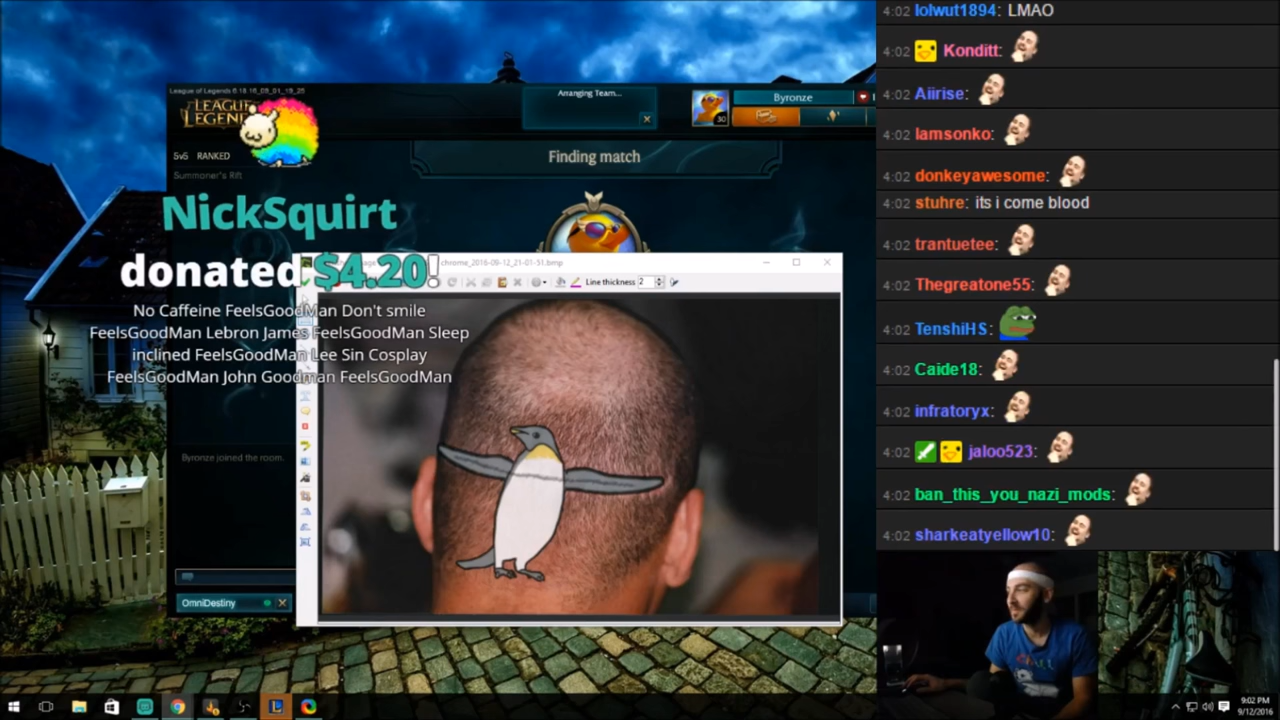 League of Legends 6.18
LEAGUE
LEGEN
Arranging Team...
Byronze
30
5v5 RANKED
Finding match
Summoner's Rift
NickSquirt
donated $4.20!
No Caffeine FeelsGoodMan Don't smile
FeelsGoodMan Lebron James FeelsGoodMan Sleep
inclined FeelsGoodMan Lee Sin Cosplay
FeelsGoodMan John Goodman FeelsGoodMan
chrome_2016-09-12_21-01-51.bmp
Line thickness 2
Byronze joined the room.
OmniDestiny
4:02 lolwut1894: LMAO
4:02 Konditt:
4:02 Aiirise:
4:02 Iamsonko:
4:02 donkeyawesome:
4:02 stuhre: its i come blood
4:02 trantuetee:
4:02 Thegreatone55:
4:02 TenshiHS:
4:02 Caide18:
4:02 infratoryx:
4:02 jaloo523:
4:02 ban_this_you_nazi_mods:
4:02 sharkeatyellow10:
9:02 PM
9/12/2016